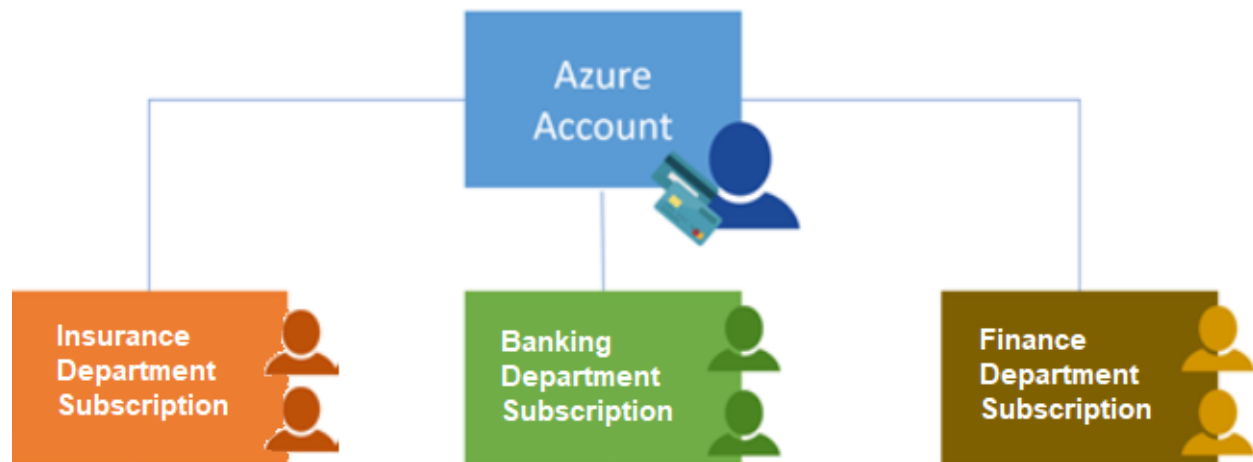 Azure
Account
Insurance
Department
Subscription
Banking
Department
Subscription
Finance
Department
Subscription